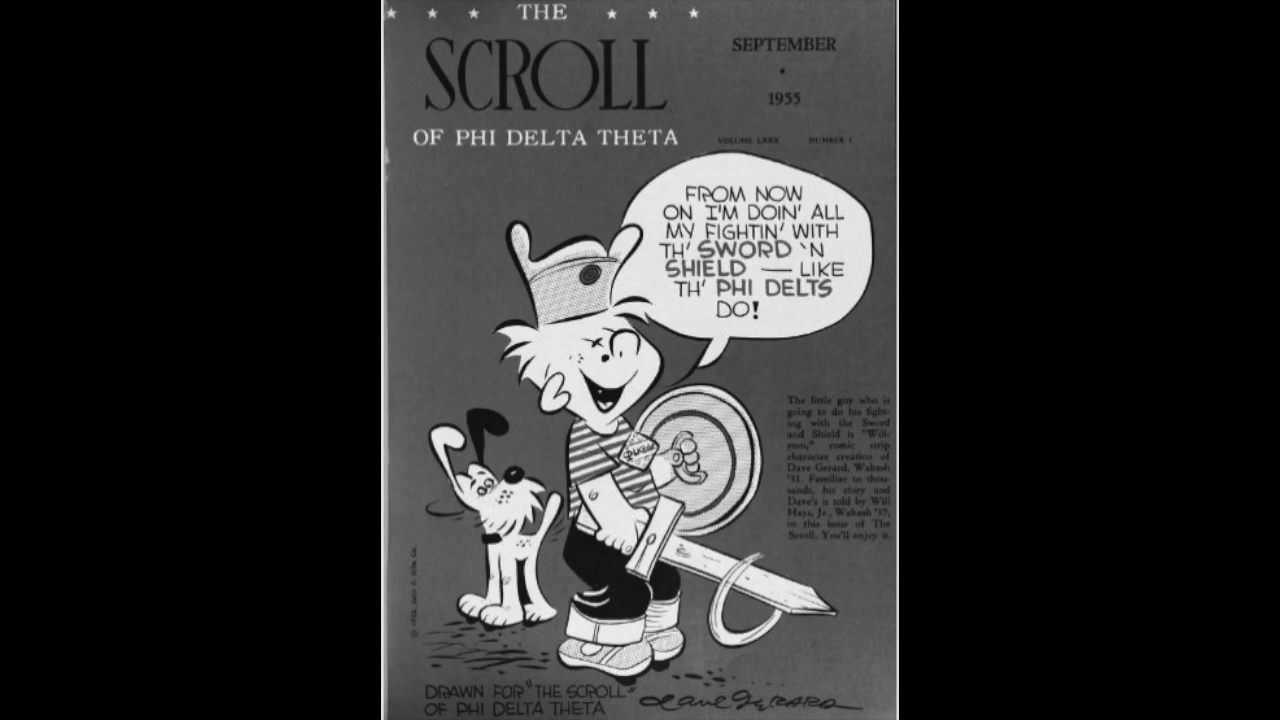 THE
SCROLL
OF PHI DELTA THETA
SEPTEMBER
1955
VOLUME LXXX NUMBER 1
FROM NOW
ON I'M DOIN' ALL
MY FIGHTIN' WITH
TH' SWORD 'N
SHIELD — LIKE
TH' PHI DELTS
DO!
The little guy who is
going to do his fight-
ing with the Sword
and Shield is "Will-
yum," comic strip
character creation of
Dave Gerard, Wabash
'31. Familiar to thou-
sands, his story and
Dave's is told by Will
Hays, Jr., Wabash '37,
in this issue of The
Scroll. You'll enjoy it.
DRAWN FOR "THE SCROLL"
OF PHI DELTA THETA
DAVE GERARD